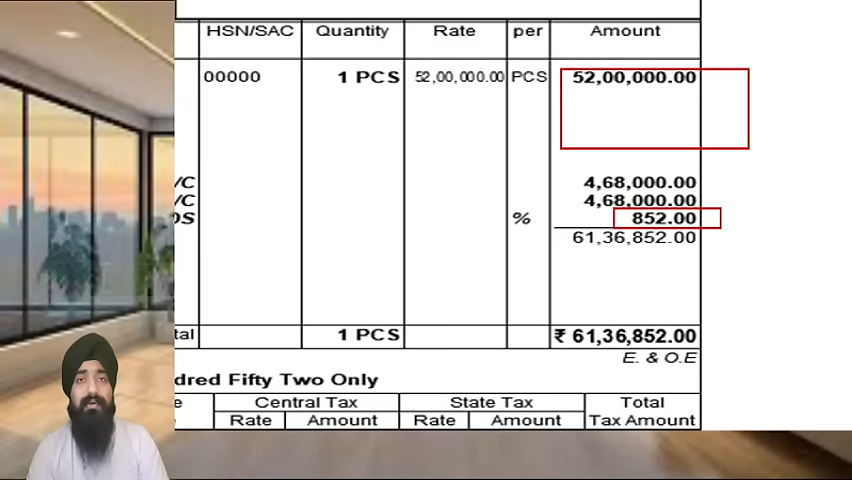 HSN/SAC Quantity Rate per Amount
00000 1 PCS 52,00,000.00 PCS 52,00,000.00
/C 4,68,000.00
/C 4,68,000.00
OS % 852.00
61,36,852.00
tal 1 PCS ₹ 61,36,852.00
E. & O.E
dred Fifty Two Only
e Central Tax State Tax Total
Rate Amount Rate Amount Tax Amount